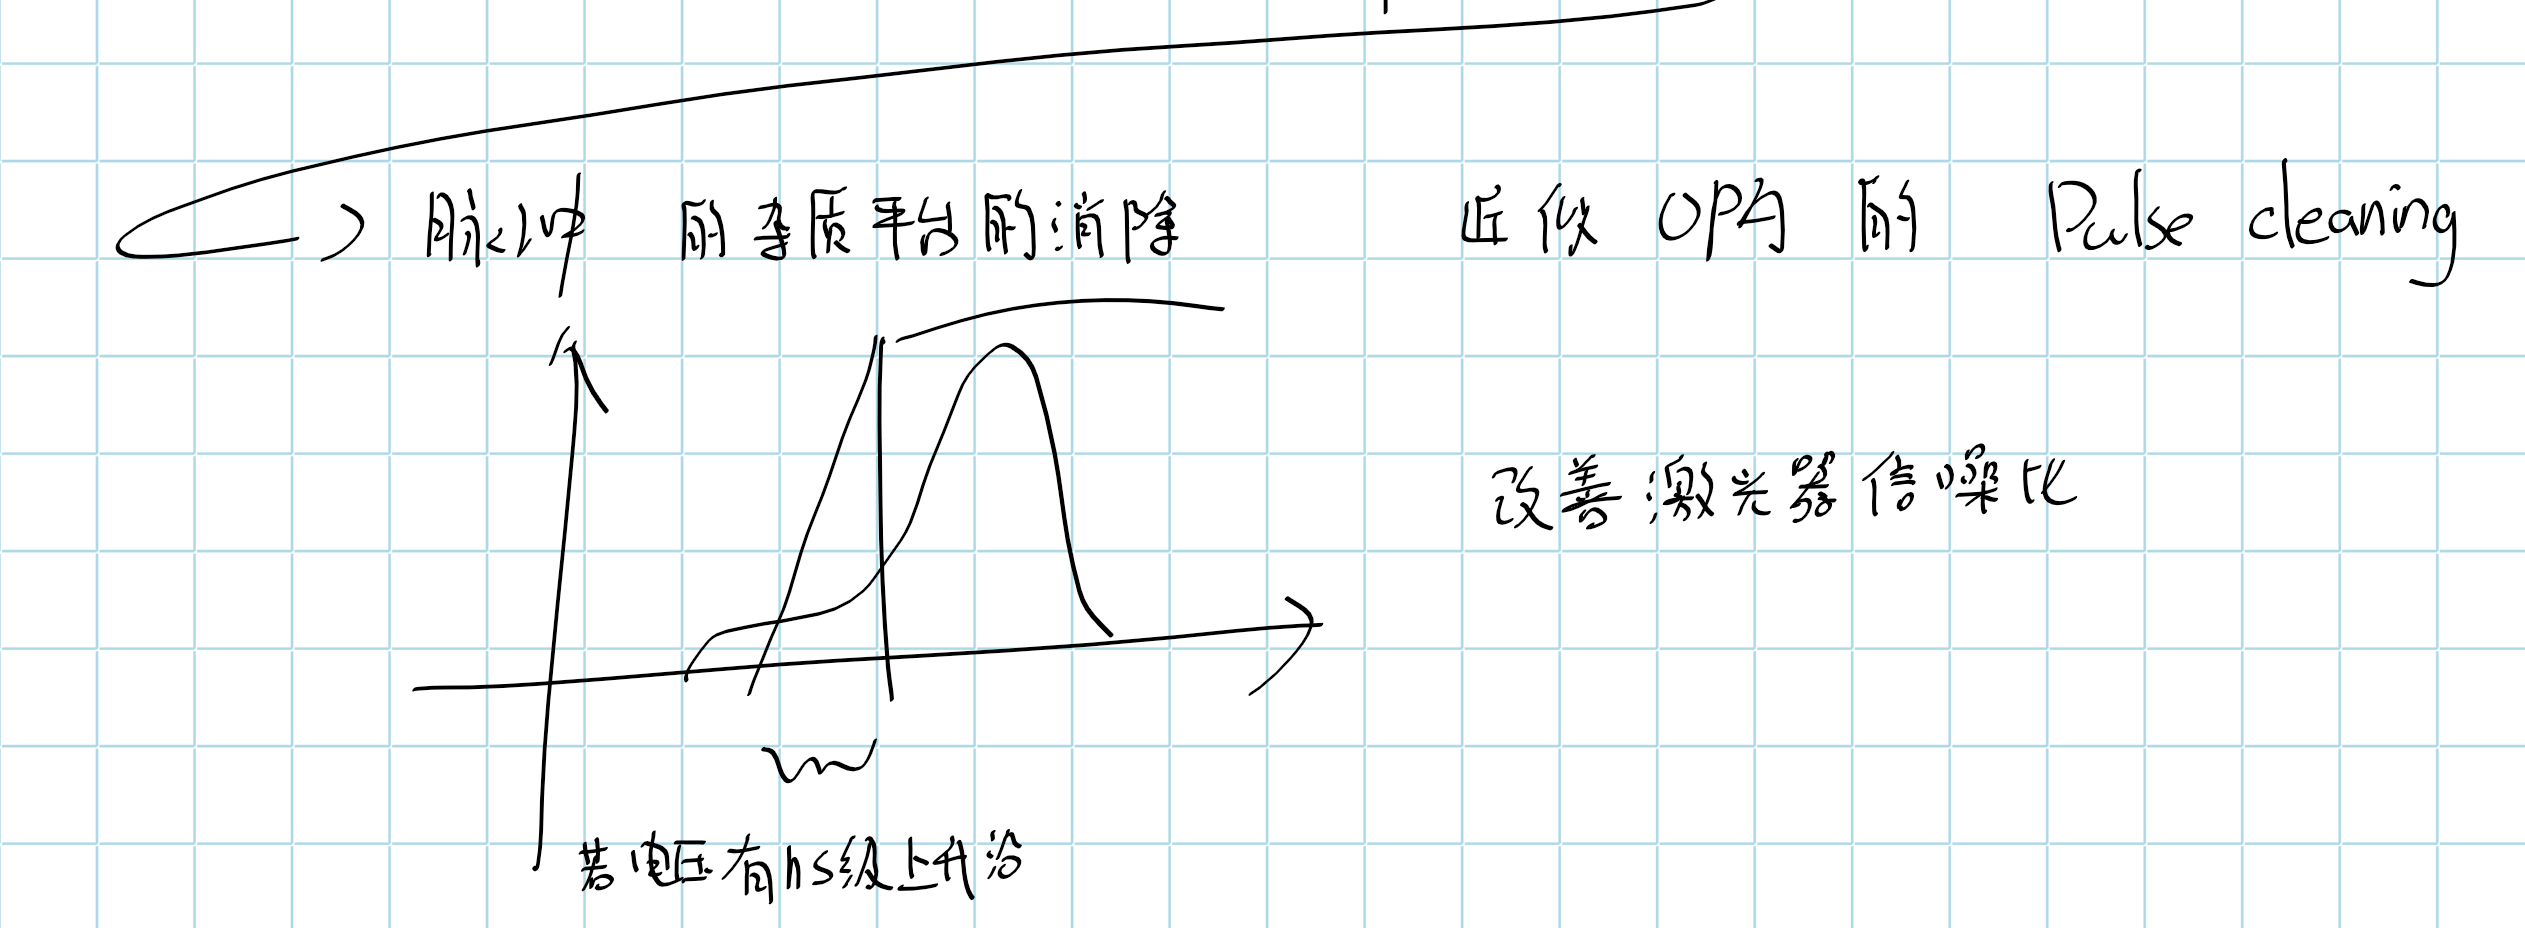 脉冲 的杂质平台的消除 近似 OPA 的 Pulse cleaning
改善激光器信噪比
若电压有ns级上升沿